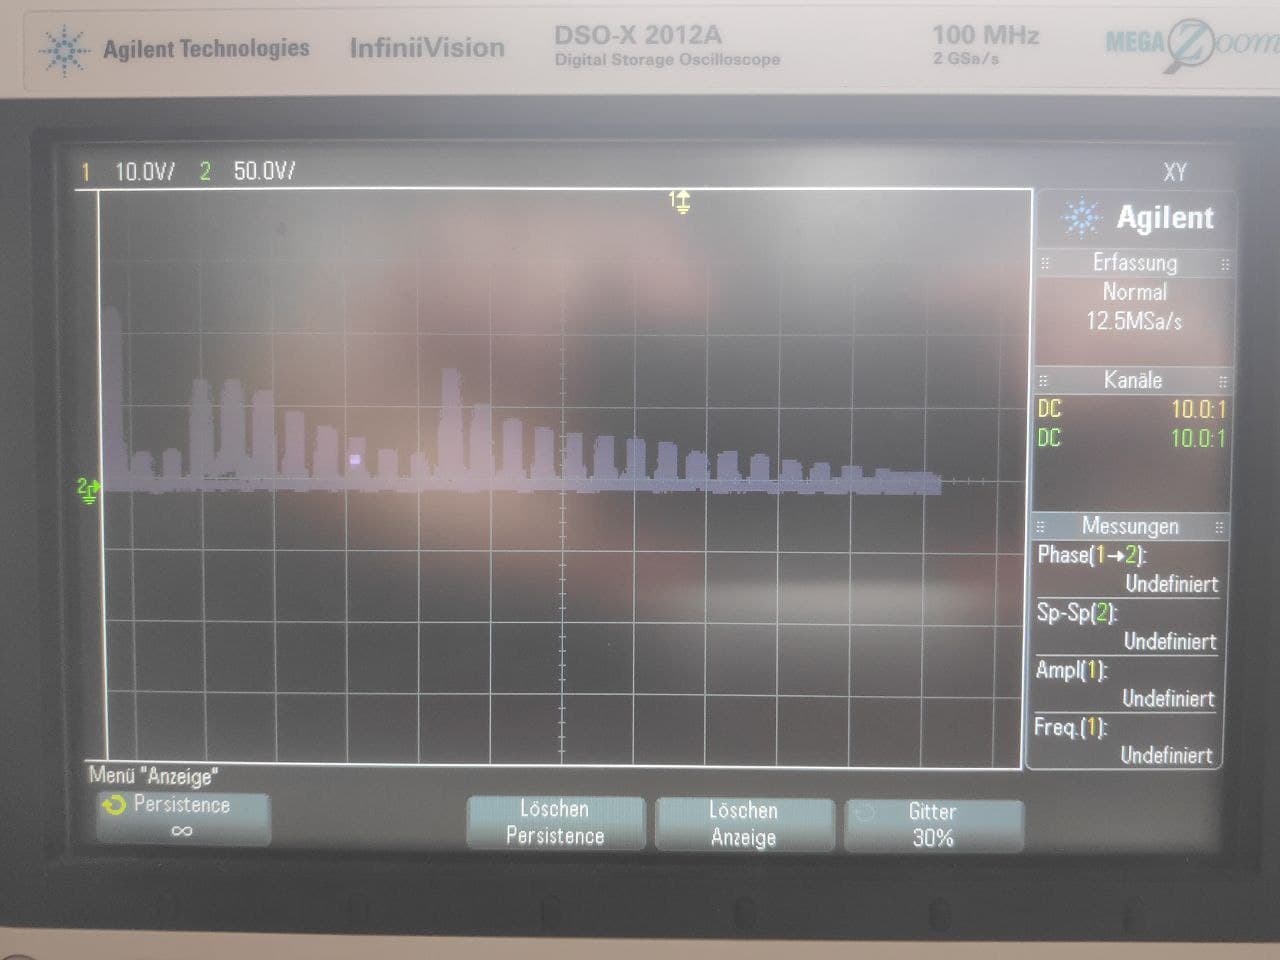 Agilent Technologies InfiniiVision DSO-X 2012A 100 MHz MEGA Zoom
Digital Storage Oscilloscope 2 GSa/s
1 10.0V/ 2 50.0V/ XY
1
Agilent
Erfassung
Normal
12.5MSa/s
Kanäle
DC 10.0:1
DC 10.0:1
2
Messungen
Phase(1→2):
Undefiniert
Sp-Sp(2):
Undefiniert
Ampl(1):
Undefiniert
Freq.(1):
Undefiniert
Menü "Anzeige"
Persistence
∞
Löschen
Persistence
Löschen
Anzeige
Gitter
30%